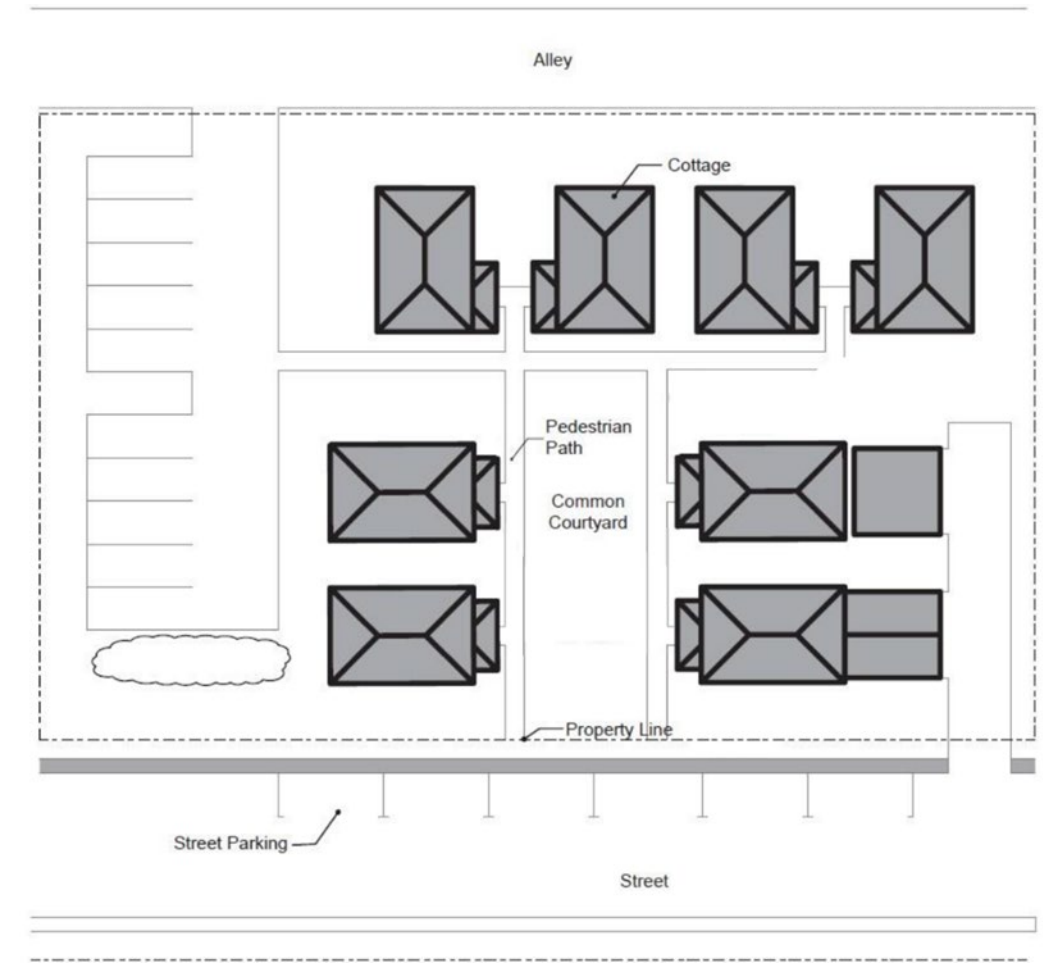 Alley
Cottage
Pedestrian
Path
Common
Courtyard
Property Line
Street Parking
Street